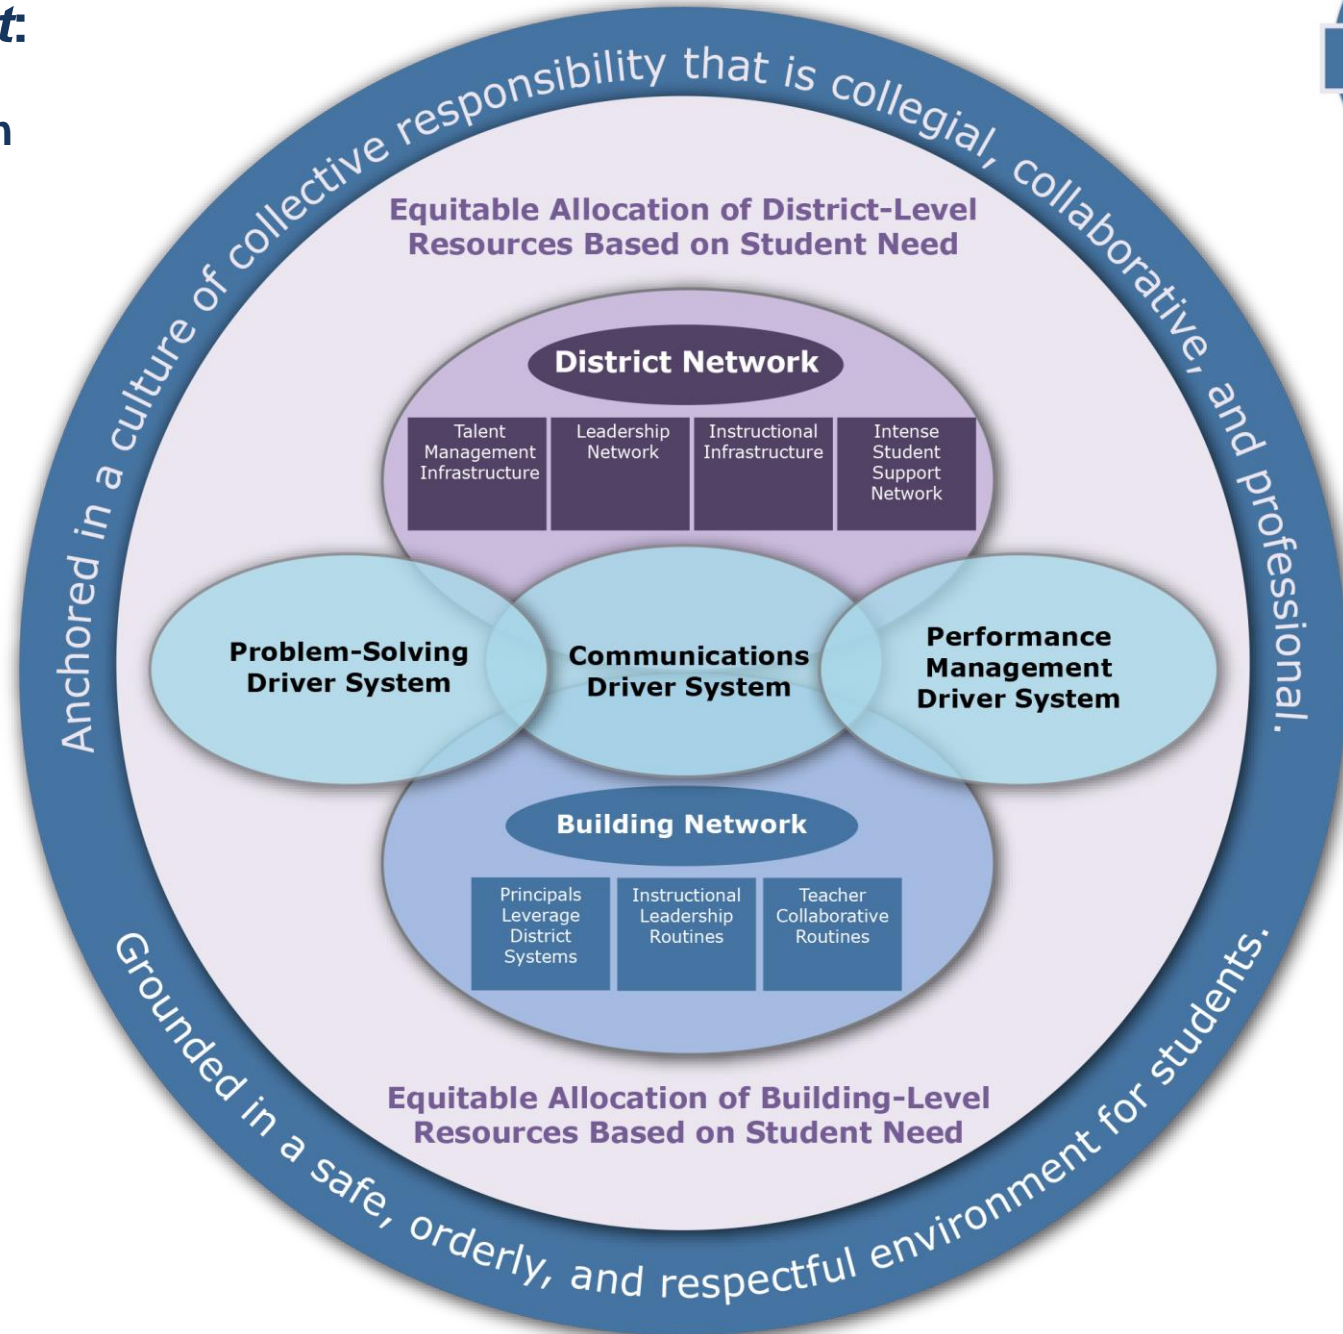 t:
n
Anchored in a culture of collective responsibility that is collegial, collaborative, and professional.
Equitable Allocation of District-Level
Resources Based on Student Need
District Network
Talent
Management
Infrastructure
Leadership
Network
Instructional
Infrastructure
Intense
Student
Support
Network
Problem-Solving
Driver System
Communications
Driver System
Performance
Management
Driver System
Building Network
Principals
Leverage
District
Systems
Instructional
Leadership
Routines
Teacher
Collaborative
Routines
Equitable Allocation of Building-Level
Resources Based on Student Need
Grounded in a safe, orderly, and respectful environment for students.